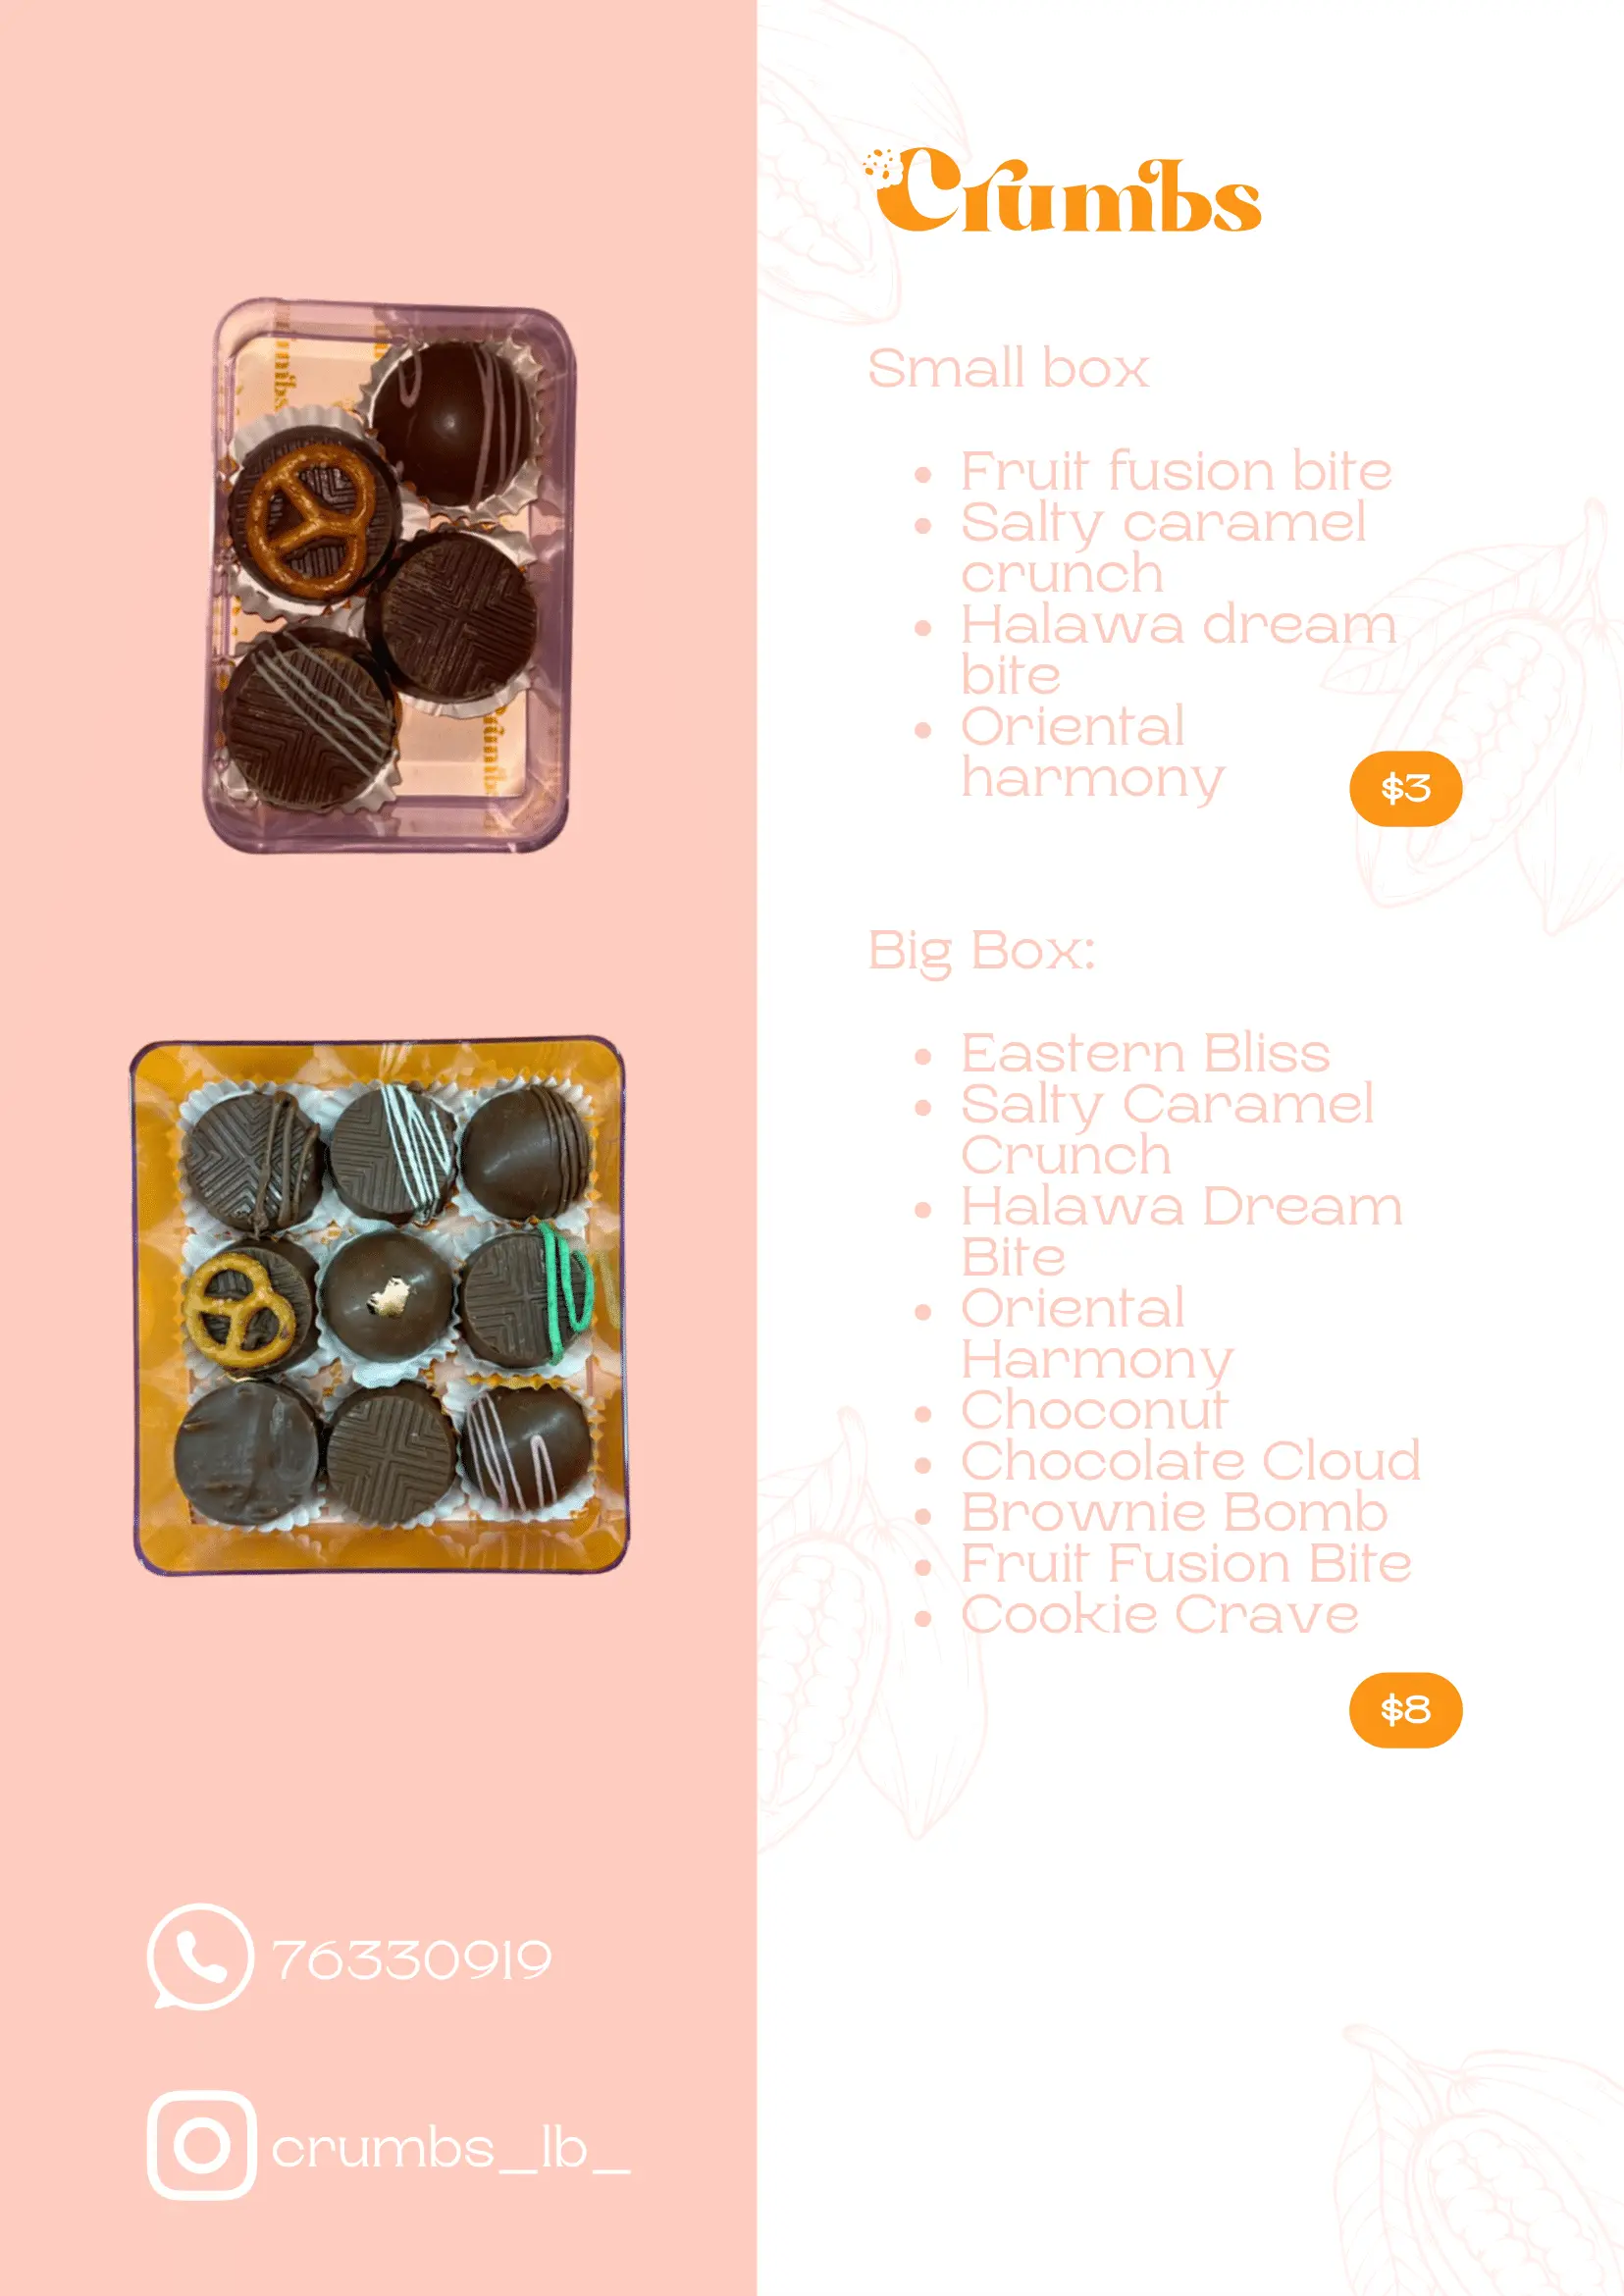 Crumbs
Small box
Fruit fusion bite
Salty caramel
crunch
Halawa dream
bite
Oriental
harmony
$3
Big Box:
Eastern Bliss
Salty Caramel
Crunch
Halawa Dream
Bite
Oriental
Harmony
Choconut
Chocolate Cloud
Brownie Bomb
Fruit Fusion Bite
Cookie Crave
$8
76330919
crumbs_lb_